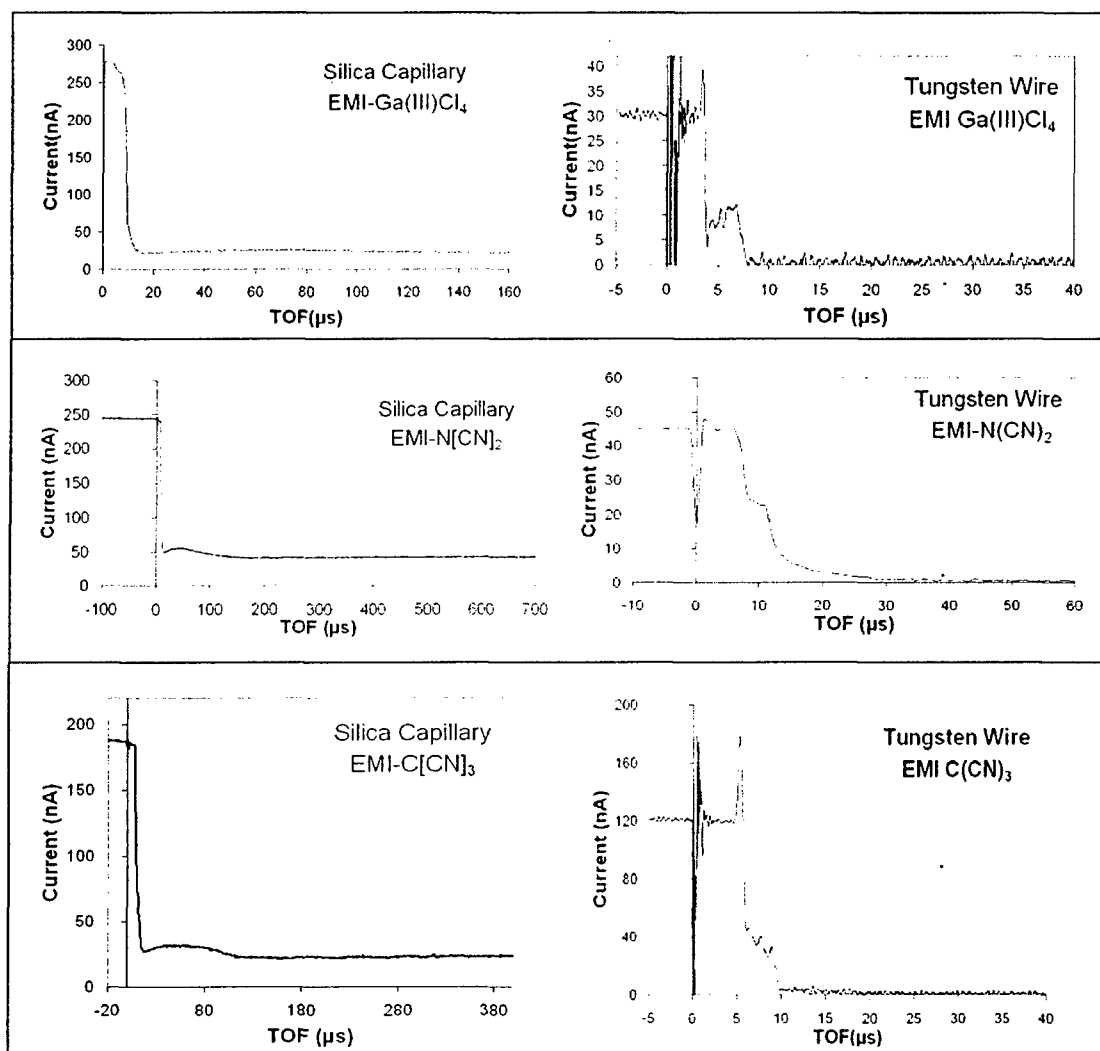 Silica Capillary
EMI-Ga(III)Cl₄
Current(nA)
300
250
200
150
100
50
0
0 20 40 60 80 100 120 140 160
TOF(µs)
Tungsten Wire
EMI Ga(III)Cl₄
Current(nA)
40
35
30
25
20
15
10
5
0
-5 0 5 10 15 20 25 30 35 40
TOF (µs)
Silica Capillary
EMI-N[CN]₂
Current (nA)
300
250
200
150
100
50
0
-100 0 100 200 300 400 500 600 700
TOF (µs)
Tungsten Wire
EMI-N(CN)₂
Current (nA)
60
50
40
30
20
10
0
-10 0 10 20 30 40 50 60
TOF (µs)
Silica Capillary
EMI-C[CN]₃
Current (nA)
200
150
100
50
0
-20 80 180 280 380
TOF (µs)
Tungsten Wire
EMI C(CN)₃
Current (nA)
200
160
120
80
40
0
-5 0 5 10 15 20 25 30 35 40
TOF(µs)